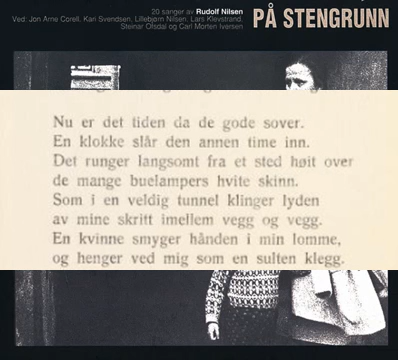 20 sanger av Rudolf Nilsen
Ved: Jon Arne Corell, Kari Svendsen, Lillebjørn Nilsen, Lars Klevstrand,
Steinar Ofsdal og Carl Morten Iversen
PÅ STENGRUNN
Nu er det tiden da de gode sover.
En klokke slår den annen time inn.
Det runger langsomt fra et sted høit over
de mange buelampers hvite skinn.
Som i en veldig tunnel klinger lyden
av mine skritt imellem vegg og vegg.
En kvinne smyger hånden i min lomme,
og henger ved mig som en sulten klegg.